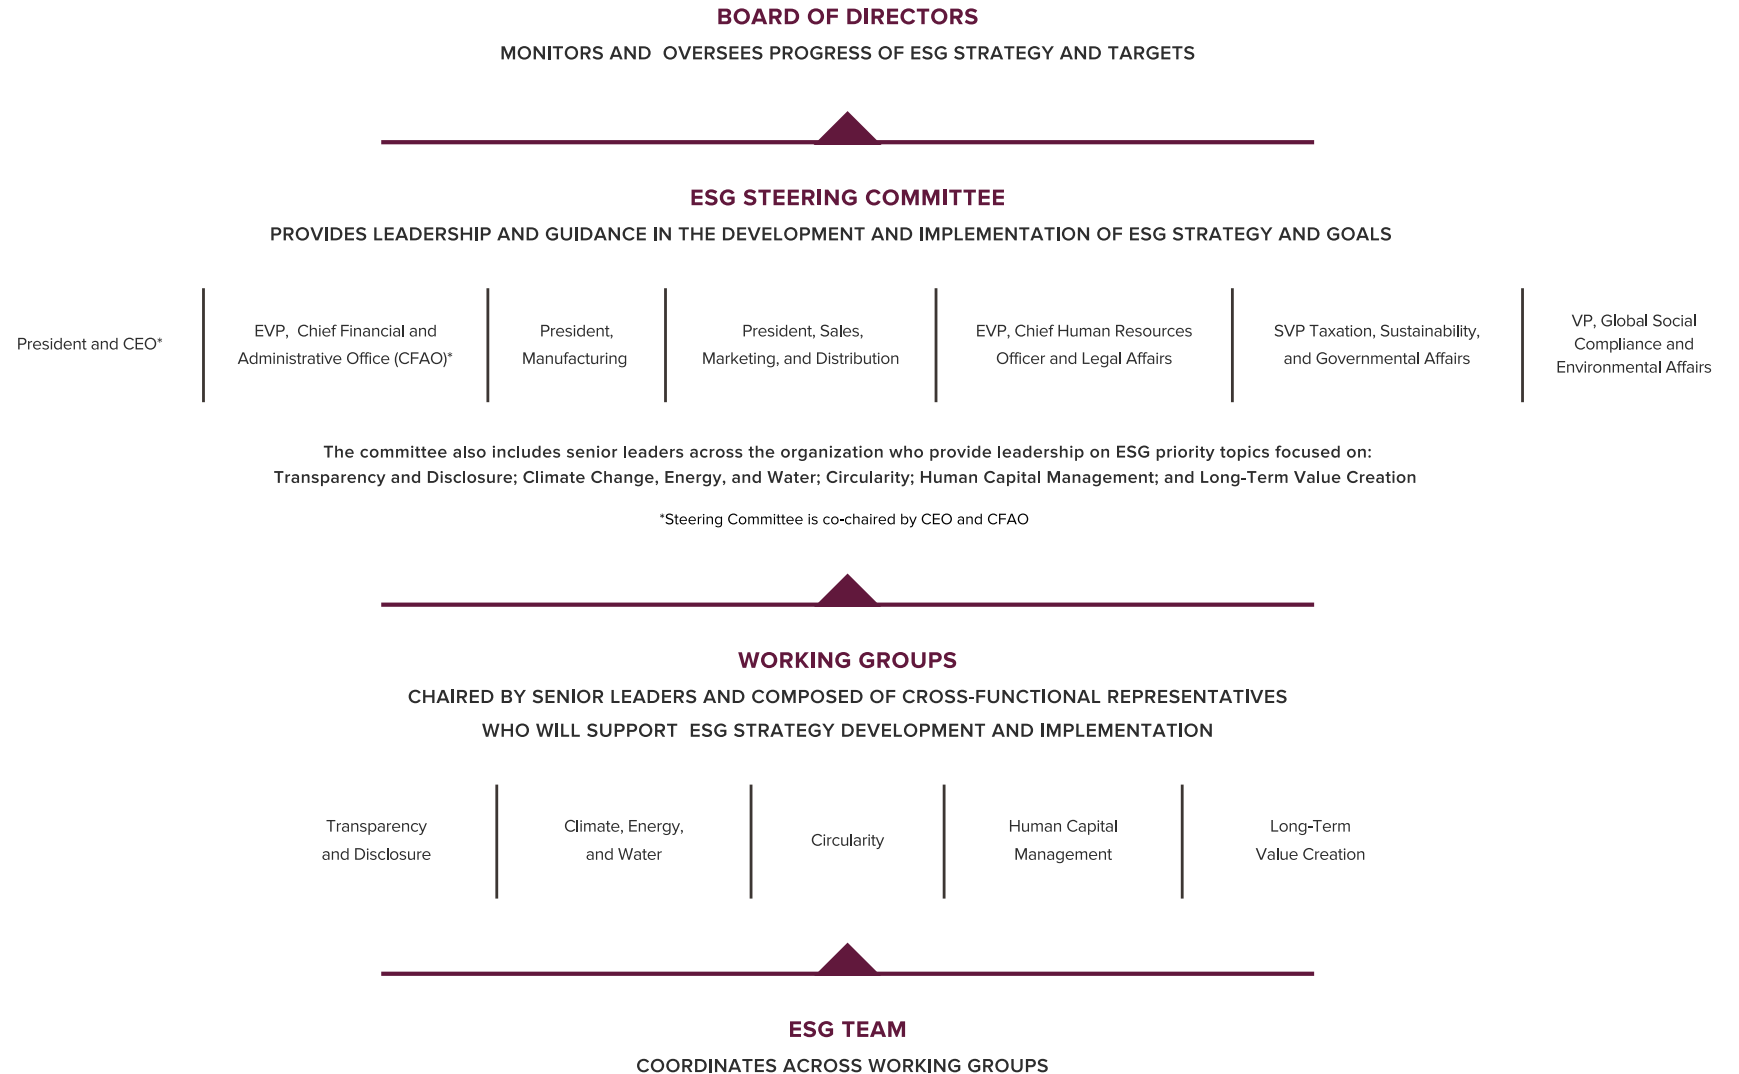 BOARD OF DIRECTORS
MONITORS AND OVERSEES PROGRESS OF ESG STRATEGY AND TARGETS
ESG STEERING COMMITTEE
PROVIDES LEADERSHIP AND GUIDANCE IN THE DEVELOPMENT AND IMPLEMENTATION OF ESG STRATEGY AND GOALS
President and CEO*
EVP, Chief Financial and
Administrative Office (CFAO)*
President,
Manufacturing
President, Sales,
Marketing, and Distribution
EVP, Chief Human Resources
Officer and Legal Affairs
SVP Taxation, Sustainability,
and Governmental Affairs
VP, Global Social
Compliance and
Environmental Affairs
The committee also includes senior leaders across the organization who provide leadership on ESG priority topics focused on:
Transparency and Disclosure; Climate Change, Energy, and Water; Circularity; Human Capital Management; and Long-Term Value Creation
*Steering Committee is co-chaired by CEO and CFAO
WORKING GROUPS
CHAIRED BY SENIOR LEADERS AND COMPOSED OF CROSS-FUNCTIONAL REPRESENTATIVES
WHO WILL SUPPORT ESG STRATEGY DEVELOPMENT AND IMPLEMENTATION
Transparency
and Disclosure
Climate, Energy,
and Water
Circularity
Human Capital
Management
Long-Term
Value Creation
ESG TEAM
COORDINATES ACROSS WORKING GROUPS